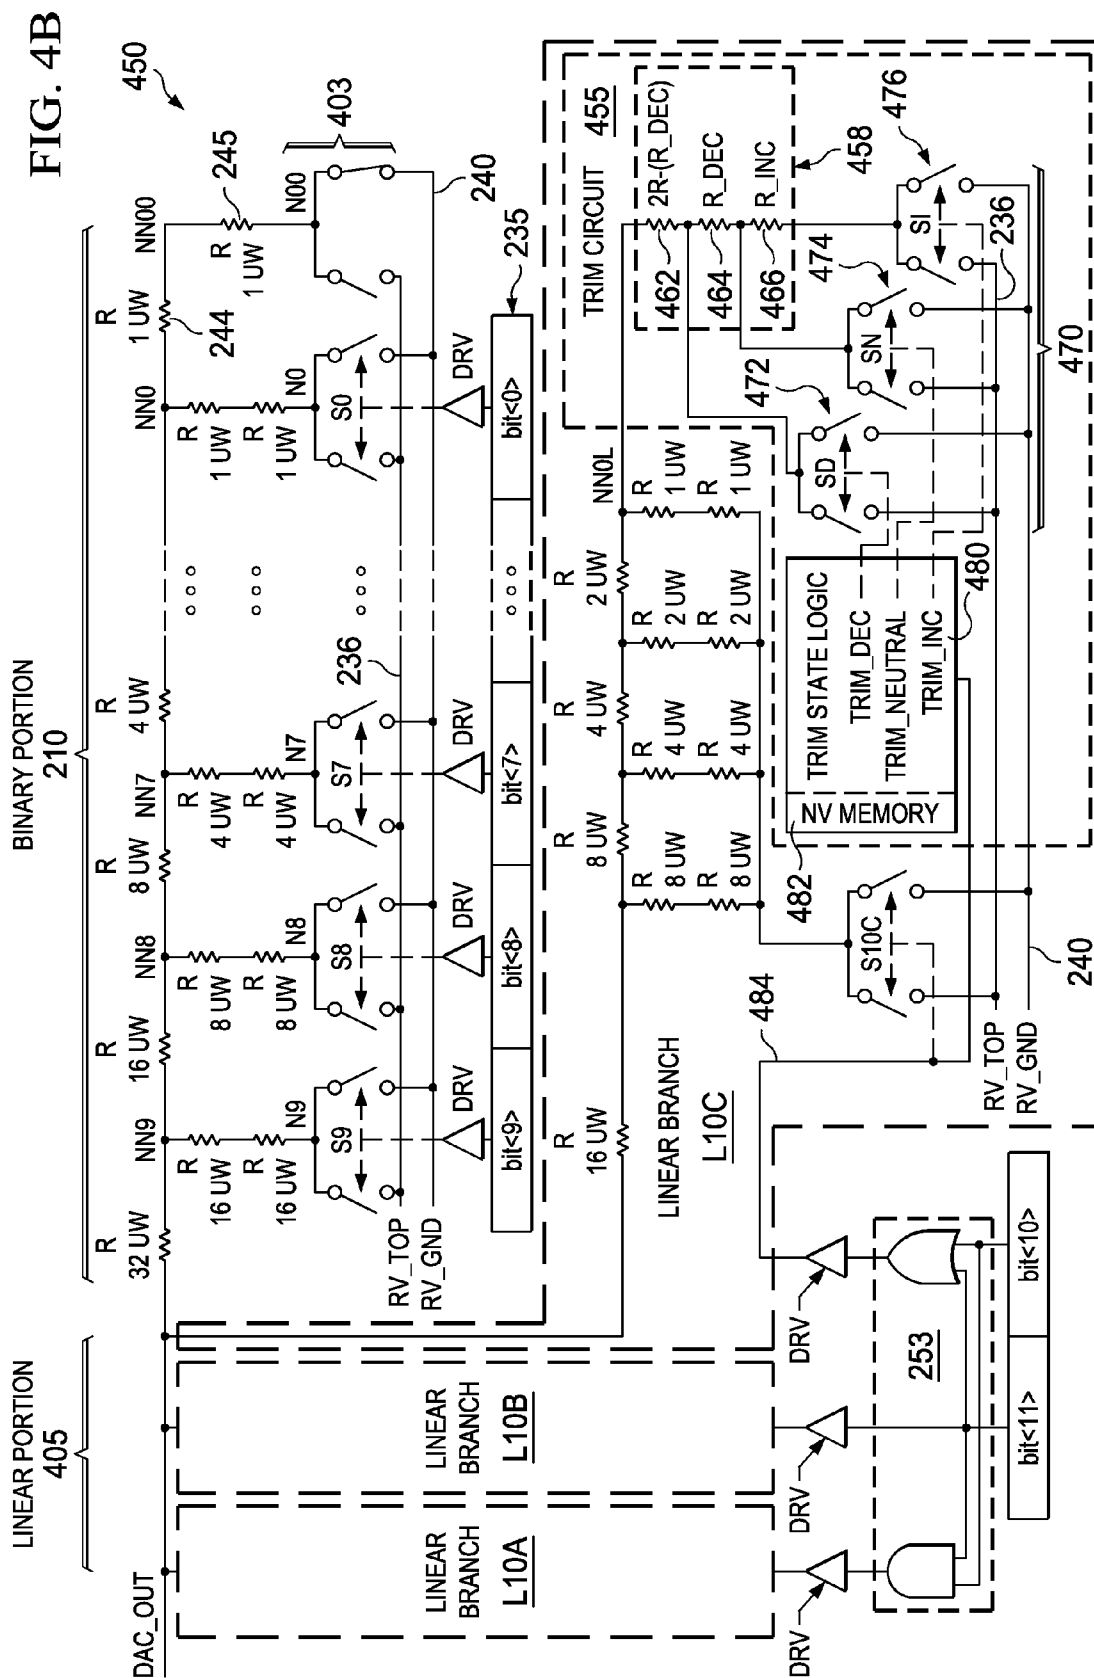 FIG. 4B
450
LINEAR PORTION
405
BINARY PORTION
210
DAC_OUT
R
32 UW
NN9
R
16 UW
NN8
R
8 UW
NN7
R
4 UW
NN0
R
1 UW
244
NN00
R
1 UW
245
R
16 UW
R
16 UW
R
8 UW
R
8 UW
R
4 UW
R
4 UW
R
1 UW
R
1 UW
N9
N8
N7
N0
N00
403
S9
S8
S7
S0
236
240
RV_TOP
RV_GND
DRV
DRV
DRV
DRV
bit<9>
bit<8>
bit<7>
bit<0>
235
LINEAR BRANCH
L10A
LINEAR BRANCH
L10B
LINEAR BRANCH
L10C
R
16 UW
R
8 UW
R
4 UW
R
2 UW
NN0L
R
8 UW
R
8 UW
R
4 UW
R
4 UW
R
2 UW
R
2 UW
R
1 UW
R
1 UW
TRIM CIRCUIT
455
2R-(R_DEC)
R_DEC
R_INC
462
464
466
458
472
474
476
SD
SN
SI
236
470
TRIM STATE LOGIC
TRIM_DEC
TRIM_NEUTRAL
TRIM_INC
480
NV MEMORY
482
484
S10C
RV_TOP
RV_GND
240
DRV
DRV
DRV
253
bit<11>
bit<10>